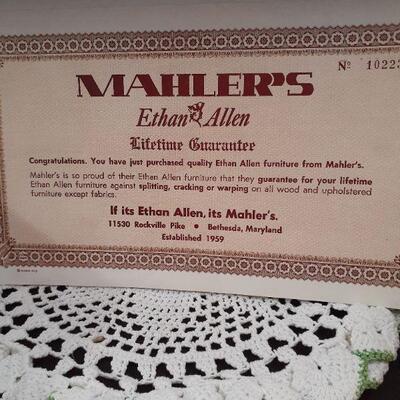 Nº 10223
MAHLER'S
Ethan Allen
Lifetime Guarantee
Congratulations. You have just purchased quality Ethan Allen furniture from Mahler's.
Mahler's is so proud of their Ethan Allen furniture that they guarantee for your lifetime
Ethan Allen furniture against splitting, cracking or warping on all wood and upholstered
furniture except fabrics.
If its Ethan Allen, its Mahler's.
11530 Rockville Pike • Bethesda, Maryland
Established 1959